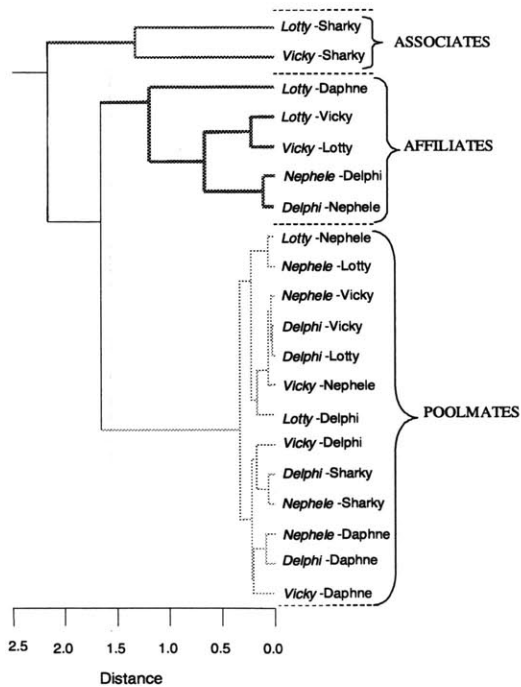 Lotty-Sharky
ASSOCIATES
Vicky-Sharky
Lotty-Daphne
Lotty-Vicky
Vicky-Lotty
AFFILIATES
Nephele-Delphi
Delphi-Nephele
Lotty-Nephele
Nephele-Lotty
Nephele-Vicky
Delphi-Vicky
Delphi-Lotty
Vicky-Nephele
Lotty-Delphi
POOLMATES
Vicky-Delphi
Delphi-Sharky
Nephele-Sharky
Nephele-Daphne
Delphi-Daphne
Vicky-Daphne
2.5 2.0 1.5 1.0 0.5 0.0
Distance